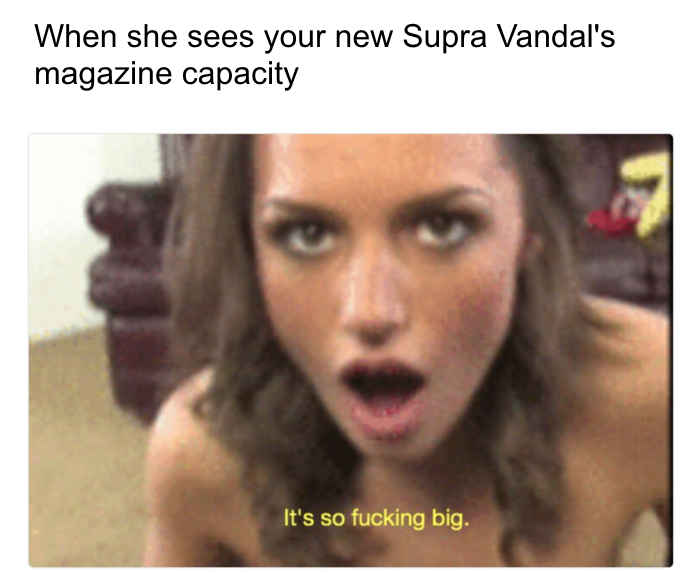 When she sees your new Supra Vandal's
magazine capacity
It's so fucking big.